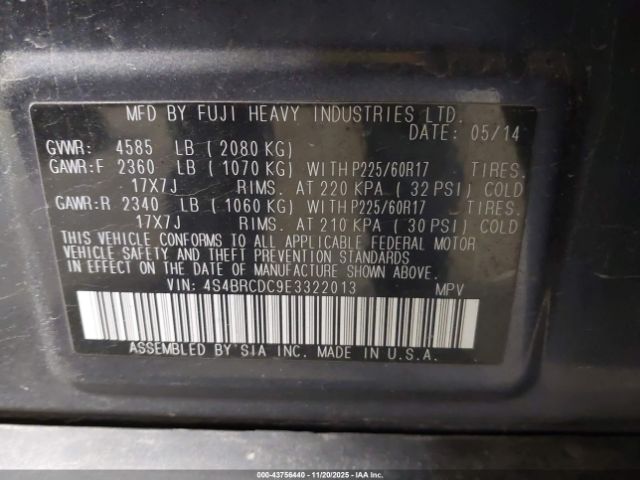 MFD BY FUJI HEAVY INDUSTRIES LTD.
DATE: 05/14
GVWR: 4585 LB ( 2080 KG)
GAWR:F 2360 LB ( 1070 KG) WITH P225/60R17 TIRES.
17X7J RIMS. AT 220 KPA ( 32 PSI) COLD
GAWR:R 2340 LB ( 1060 KG) WITH P225/60R17 TIRES.
17X7J RIMS. AT 210 KPA ( 30 PSI) COLD
THIS VEHICLE CONFORMS TO ALL APPLICABLE FEDERAL MOTOR
VEHICLE SAFETY AND THEFT PREVENTION STANDARDS
IN EFFECT ON THE DATE OF MANUFACTURE SHOWN ABOVE.
VIN: 4S4BRCDC9E3322013 MPV
ASSEMBLED BY SIA INC. MADE IN U.S.A.
000-43756440 - 11/20/2025 - IAAI.COM